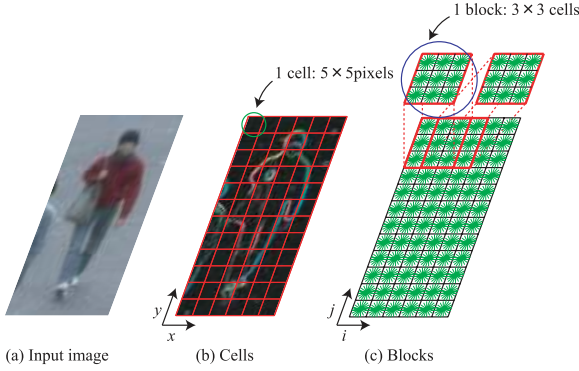 1 block: 3×3 cells
1 cell: 5×5pixels
y
x
j
i
(a) Input image
(b) Cells
(c) Blocks